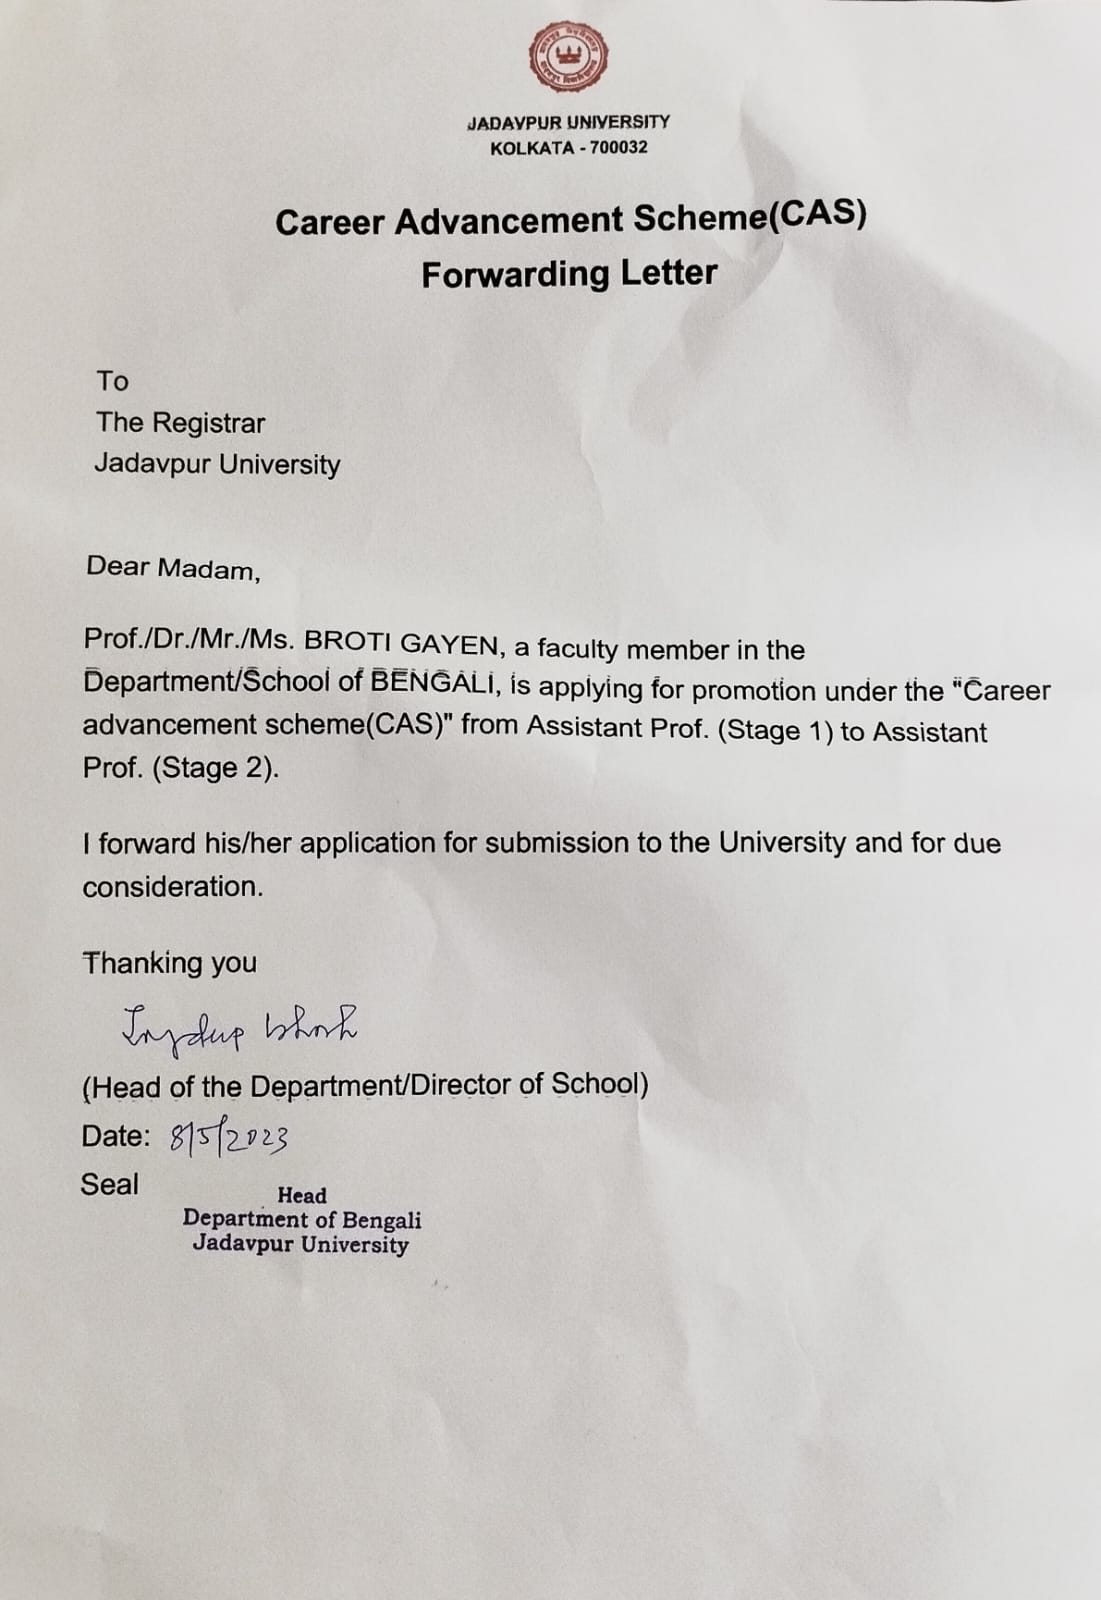 JADAVPUR UNIVERSITY
KOLKATA - 700032
Career Advancement Scheme(CAS)
Forwarding Letter
To
The Registrar
Jadavpur University
Dear Madam,
Prof./Dr./Mr./Ms. BROTI GAYEN, a faculty member in the
Department/School of BENGALI, is applying for promotion under the "Career
advancement scheme(CAS)" from Assistant Prof. (Stage 1) to Assistant
Prof. (Stage 2).
I forward his/her application for submission to the University and for due
consideration.
Thanking you
(Head of the Department/Director of School)
Date: 8/5/2023
Seal
Head
Department of Bengali
Jadavpur University